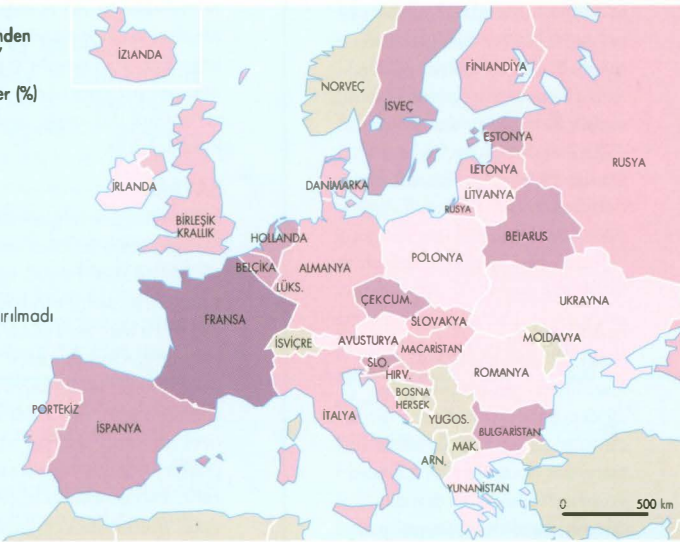 nden
er (%)
ırılmadı
İZLANDA
NORVEÇ
İSVEÇ
FİNLANDİYA
ESTONYA
RUSYA
LETONYA
LİTVANYA
RUSYA
İRLANDA
DANİMARKA
BİRLEŞİK
KRALLIK
HOLLANDA
BELARUS
POLONYA
BELÇİKA
ALMANYA
LÜKS.
ÇEKCUM.
UKRAYNA
FRANSA
SLOVAKYA
MOLDAVYA
İSVİÇRE
AVUSTURYA
MACARİSTAN
SLO.
HIRV.
ROMANYA
BOSNA
HERSEK
PORTEKİZ
İSPANYA
İTALYA
YUGOS.
BULGARİSTAN
MAK.
ARN.
YUNANİSTAN
0 500 km